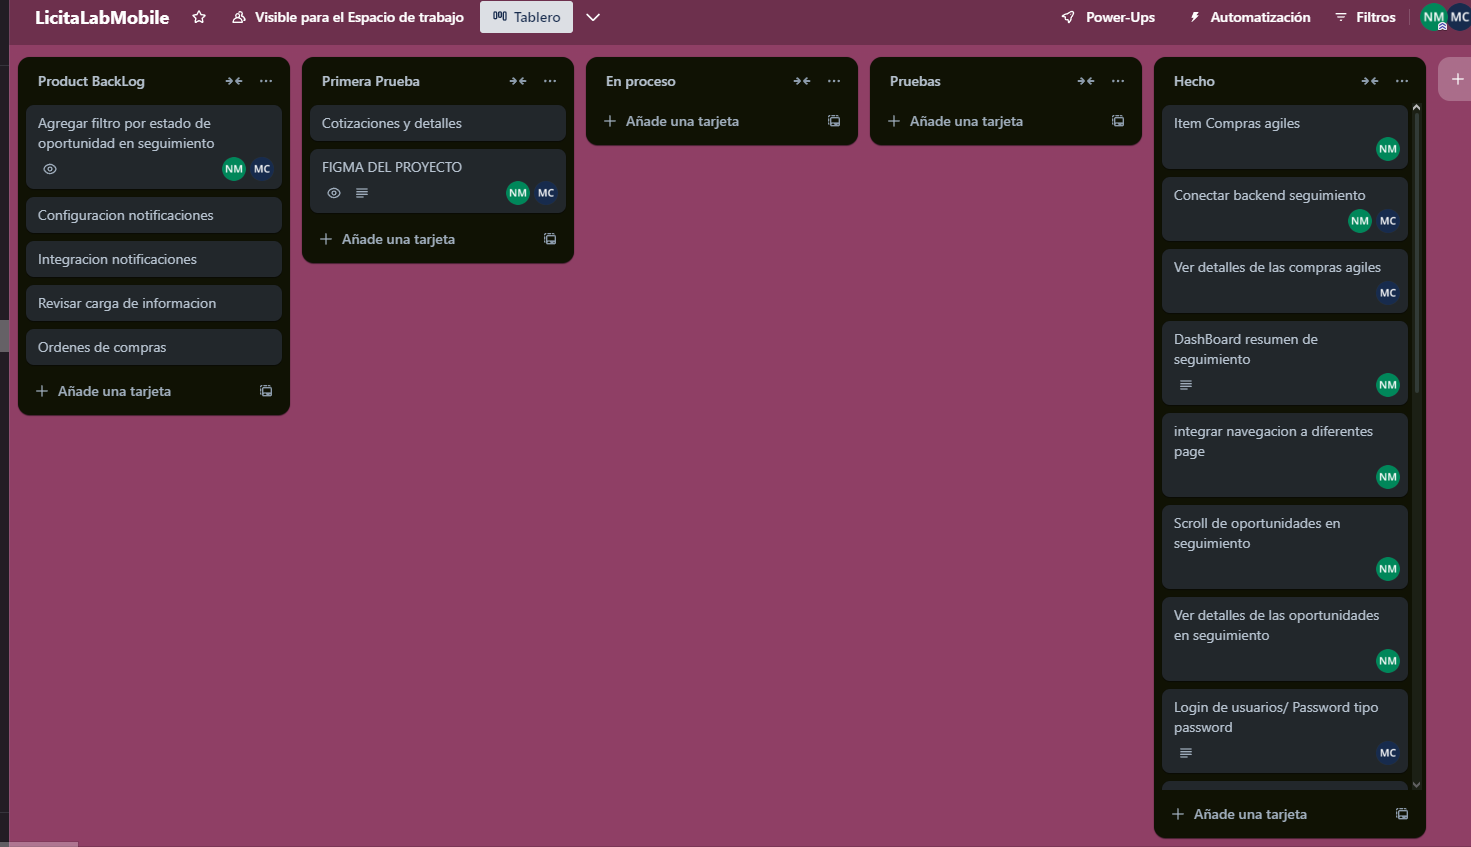 LicitaLabMobile
Visible para el Espacio de trabajo
Tablero
Power-Ups
Automatización
Filtros
NM
MC
Product BackLog
Agregar filtro por estado de
oportunidad en seguimiento
NM
MC
Configuracion notificaciones
Integracion notificaciones
Revisar carga de informacion
Ordenes de compras
Añade una tarjeta
Primera Prueba
Cotizaciones y detalles
FIGMA DEL PROYECTO
NM
MC
Añade una tarjeta
En proceso
Añade una tarjeta
Pruebas
Añade una tarjeta
Hecho
Item Compras agiles
NM
Conectar backend seguimiento
NM
MC
Ver detalles de las compras agiles
MC
DashBoard resumen de
seguimiento
NM
integrar navegacion a diferentes
page
NM
Scroll de oportunidades en
seguimiento
NM
Ver detalles de las oportunidades
en seguimiento
NM
Login de usuarios/ Password tipo
password
MC
Añade una tarjeta